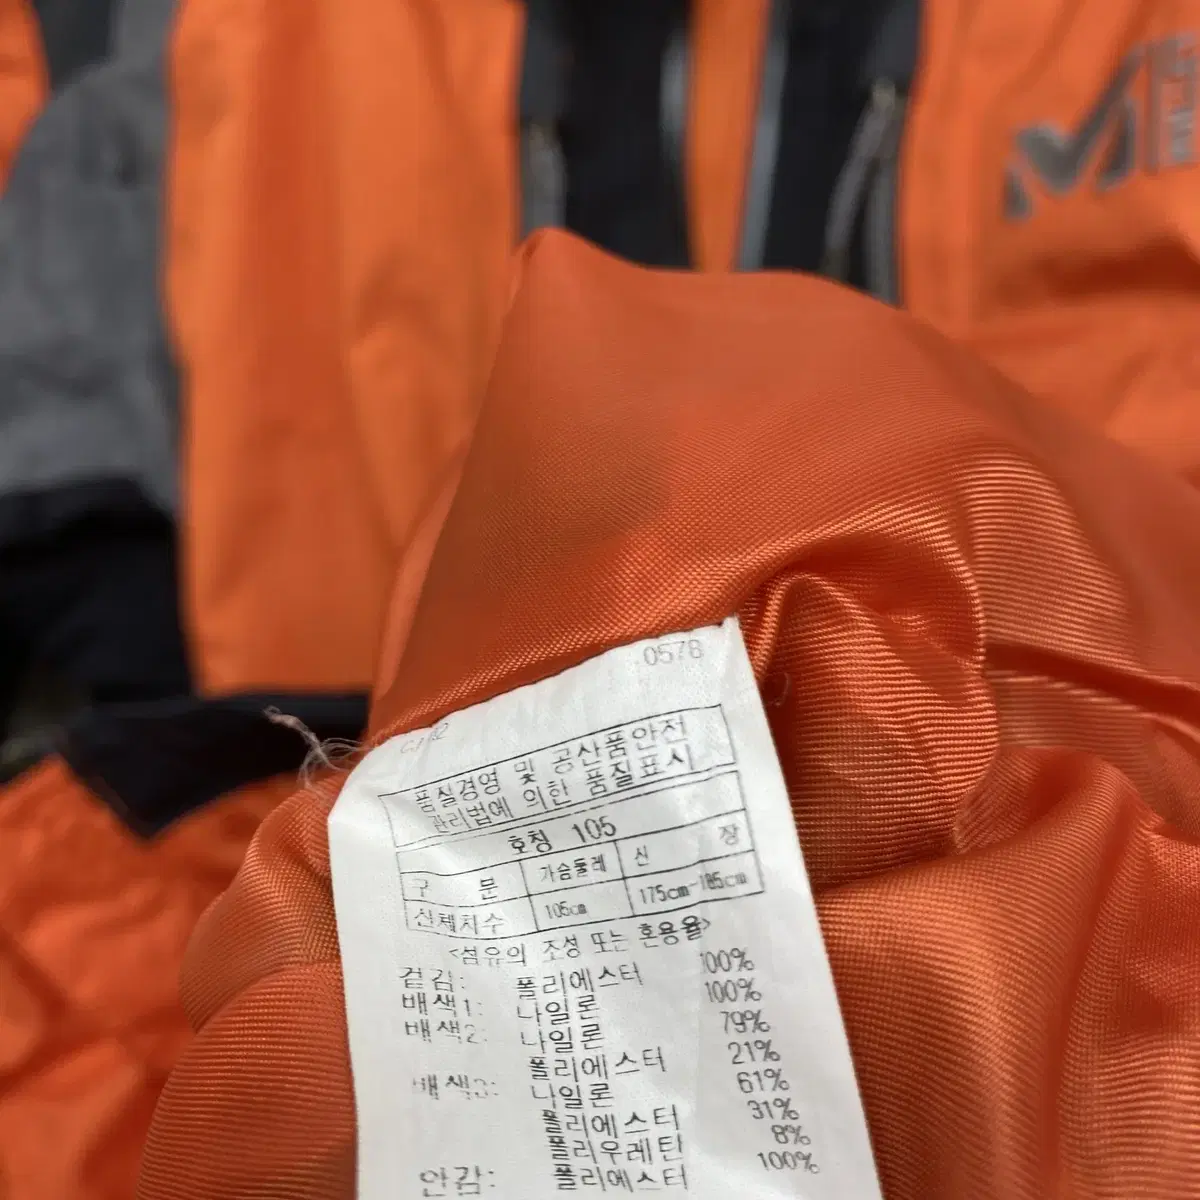 0578
품질경영 및 공산품안전
관리법에 의한 품질표시
호칭 105
구 분 가슴둘레 신 장
신체치수 105cm 175cm-185cm
<섬유의 조성 또는 혼용율>
겉감: 폴리에스터 100%
배색1: 나일론 100%
배색2: 나일론 79%
폴리에스터 21%
배색3: 나일론 61%
폴리에스터 31%
폴리우레탄 8%
안감: 폴리에스터 100%